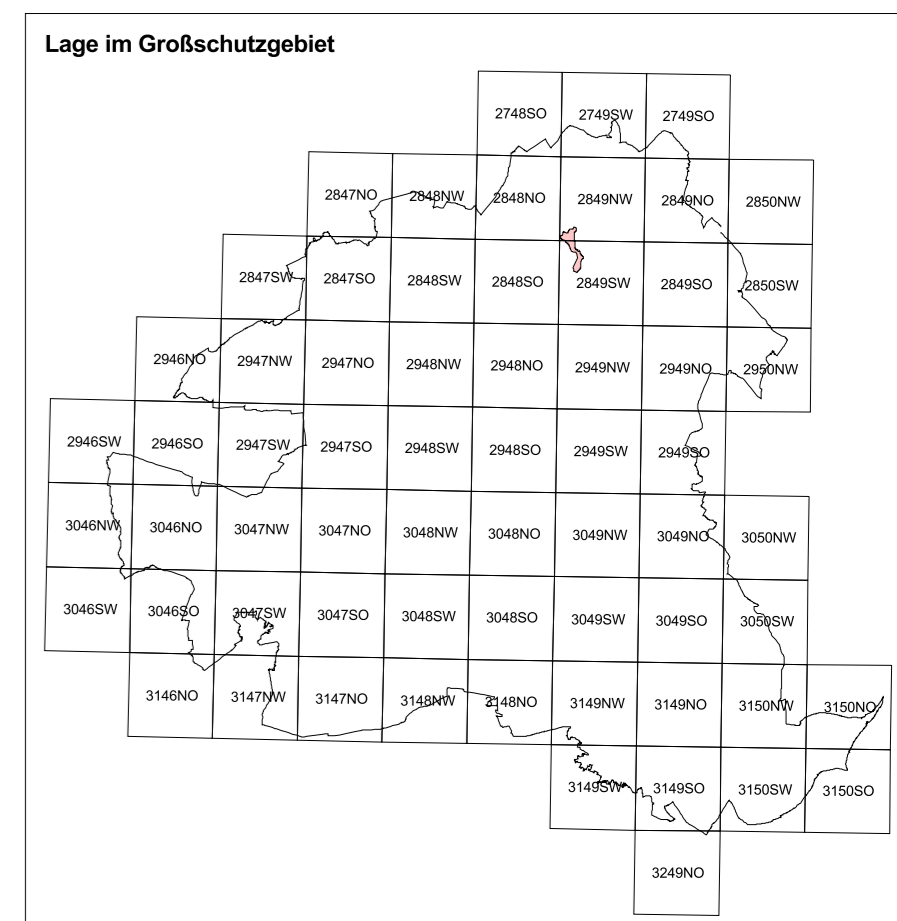 Lage im Großschutzgebiet
2748SO 2749SW 2749SO
2847NO 2848NW 2848NO 2849NW 2849NO 2850NW
2847SW 2847SO 2848SW 2848SO 2849SW 2849SO 2850SW
2946NO 2947NW 2947NO 2948NW 2948NO 2949NW 2949NO 2950NW
2946SW 2946SO 2947SW 2947SO 2948SW 2948SO 2949SW 2949SO
3046NW 3046NO 3047NW 3047NO 3048NW 3048NO 3049NW 3049NO 3050NW
3046SW 3046SO 3047SW 3047SO 3048SW 3048SO 3049SW 3049SO 3050SW
3146NO 3147NW 3147NO 3148NW 3148NO 3149NW 3149NO 3150NW 3150NO
3149SW 3149SO 3150SW 3150SO
3249NO